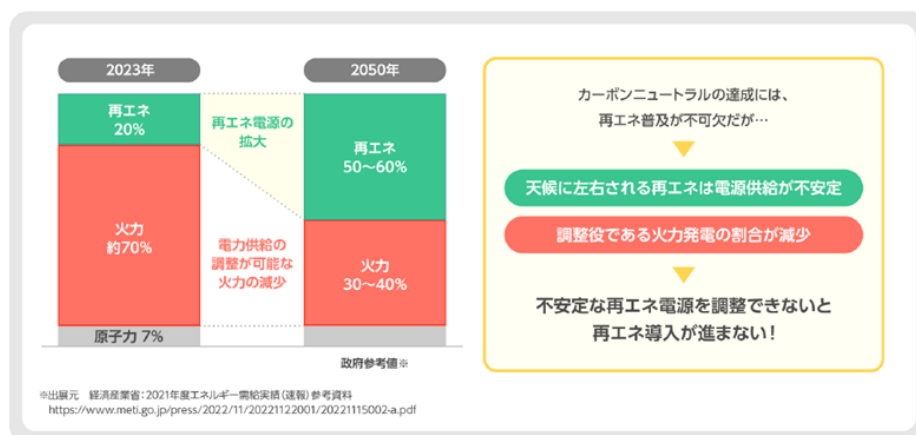 2023年
2050年
再エネ
20%
再エネ電源の
拡大
再エネ
50〜60%
火力
約70%
電力供給の
調整が可能な
火力の減少
火力
30〜40%
原子力 7%
政府参考値※
カーボンニュートラルの達成には、
再エネ普及が不可欠だが…
天候に左右される再エネは電源供給が不安定
調整役である火力発電の割合が減少
不安定な再エネ電源を調整できないと
再エネ導入が進まない！
※出展元　経済産業省：2021年度エネルギー需給実績（速報）参考資料
https://www.meti.go.jp/press/2022/11/20221122001/20221115002-a.pdf